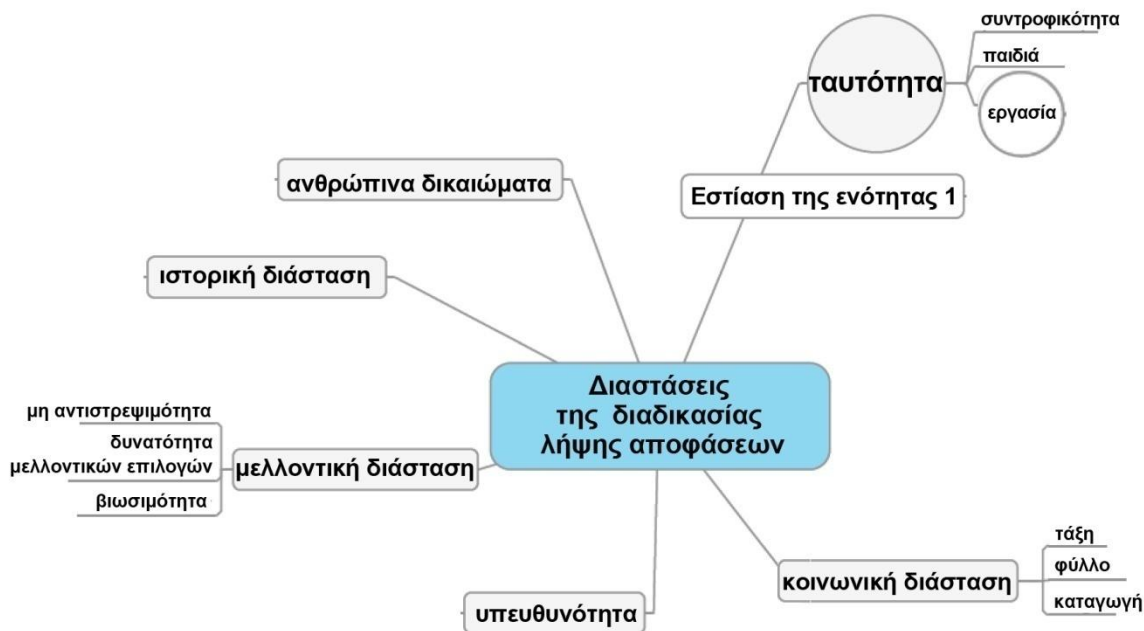 συντροφικότητα
ταυτότητα
παιδιά
εργασία
ανθρώπινα δικαιώματα
Εστίαση της ενότητας 1
ιστορική διάσταση
Διαστάσεις
της διαδικασίας
λήψης αποφάσεων
μη αντιστρεψιμότητα
δυνατότητα
μελλοντικών επιλογών
βιωσιμότητα
μελλοντική διάσταση
τάξη
φύλλο
καταγωγή
κοινωνική διάσταση
υπευθυνότητα